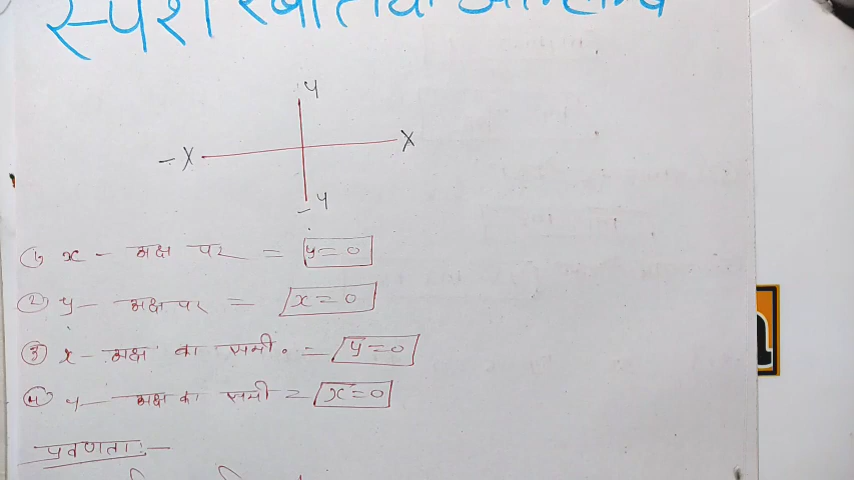 स्पर्श रेखा तथा अभिलम्ब
y
-X X
-y
1) x - अक्ष पर = y = 0
2) y - अक्ष पर = x = 0
3) x - अक्ष का समी. = y = 0
4) y - अक्ष का समी = x = 0
प्रवणता :-